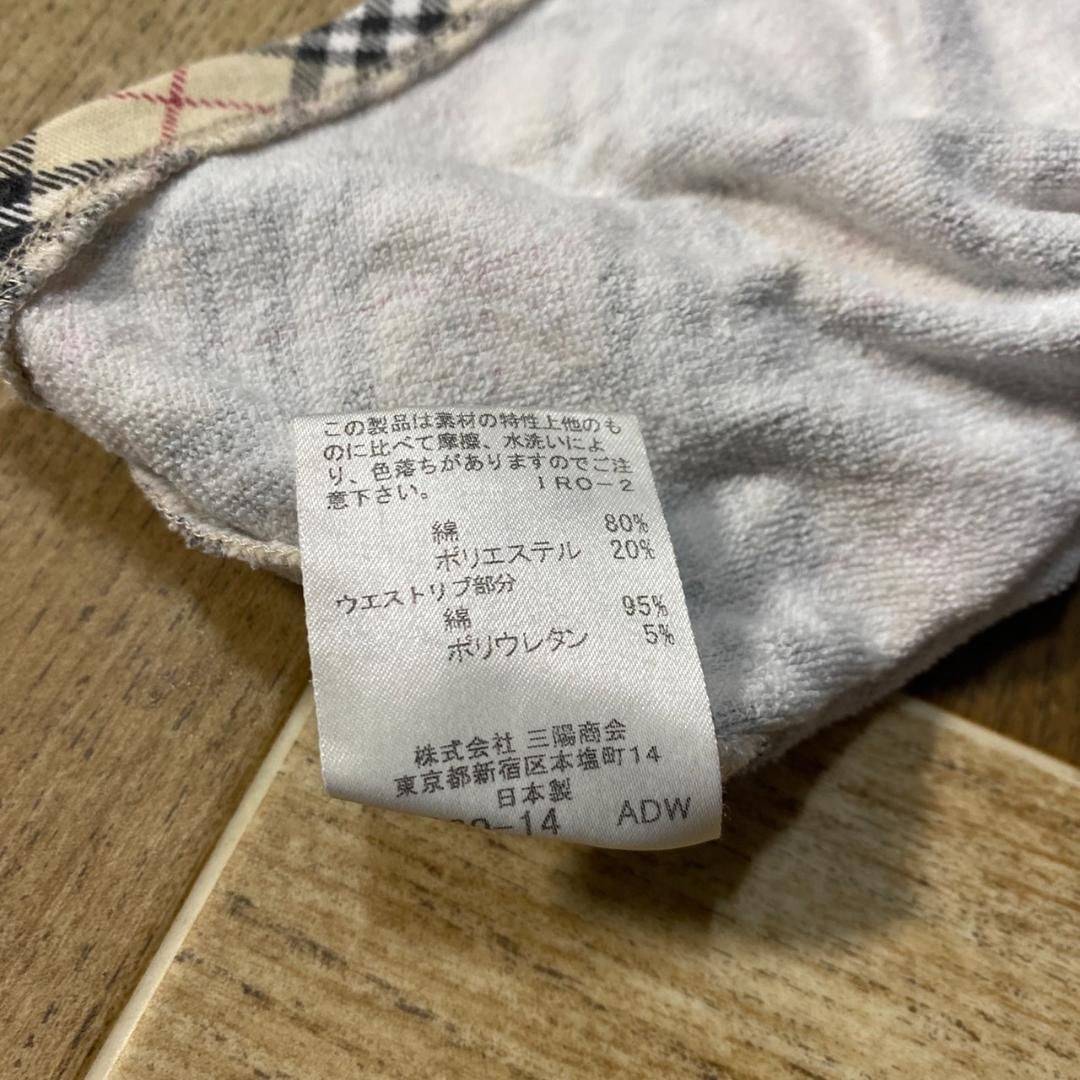 この製品は素材の特性上他のも
のに比べて摩擦、水洗いによ
り、色落ちがありますのでご注
意下さい。 IRO-2
綿 80%
ポリエステル 20%
ウエストリブ部分
綿 95%
ポリウレタン 5%
株式会社 三陽商会
東京都新宿区本塩町14
日本製
-14 ADW